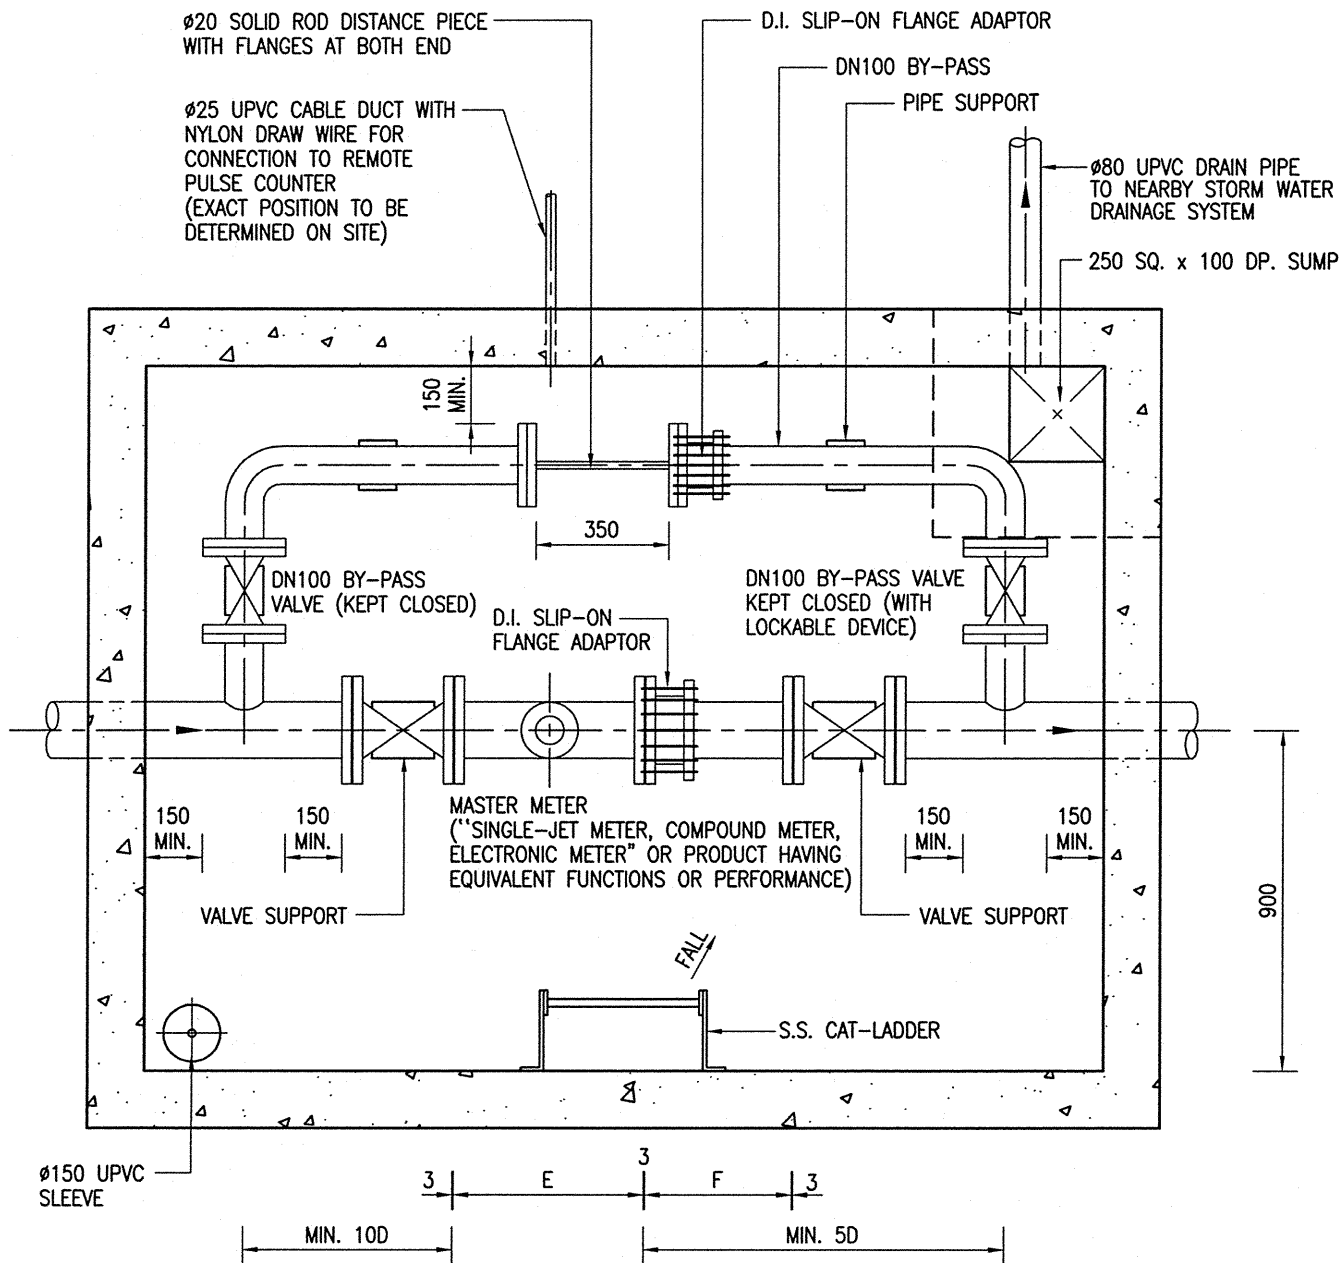 ø20 SOLID ROD DISTANCE PIECE
WITH FLANGES AT BOTH END
D.I. SLIP-ON FLANGE ADAPTOR
DN100 BY-PASS
PIPE SUPPORT
ø25 UPVC CABLE DUCT WITH
NYLON DRAW WIRE FOR
CONNECTION TO REMOTE
PULSE COUNTER
(EXACT POSITION TO BE
DETERMINED ON SITE)
ø80 UPVC DRAIN PIPE
TO NEARBY STORM WATER
DRAINAGE SYSTEM
250 SQ. x 100 DP. SUMP
150
MIN.
350
DN100 BY-PASS
VALVE (KEPT CLOSED)
DN100 BY-PASS VALVE
KEPT CLOSED (WITH
LOCKABLE DEVICE)
D.I. SLIP-ON
FLANGE ADAPTOR
150
MIN.
150
MIN.
MASTER METER
(``SINGLE-JET METER, COMPOUND METER,
ELECTRONIC METER" OR PRODUCT HAVING
EQUIVALENT FUNCTIONS OR PERFORMANCE)
150
MIN.
150
MIN.
VALVE SUPPORT
VALVE SUPPORT
900
FALL
S.S. CAT-LADDER
ø150 UPVC
SLEEVE
3 E 3 F 3
MIN. 10D
MIN. 5D